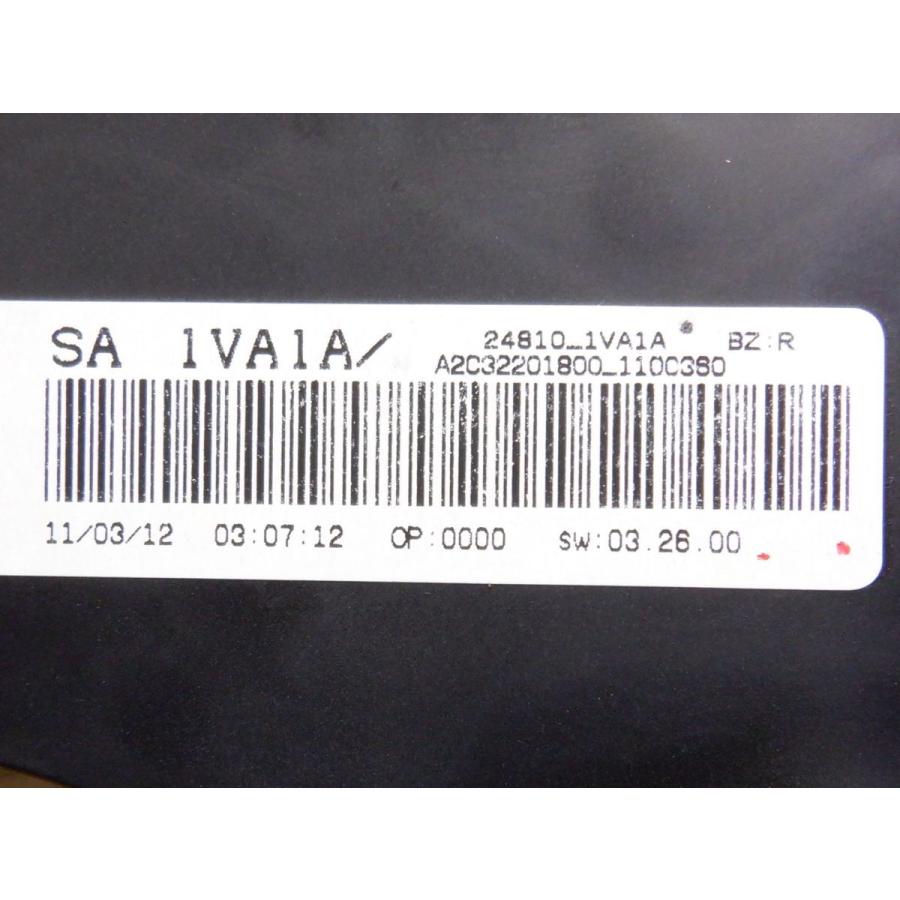 SA 1VA1A/ 24810_1VA1A BZ:R
A2C32201800_1100380
11/03/12 03:07:12 OP:0000 SW:03.26.00